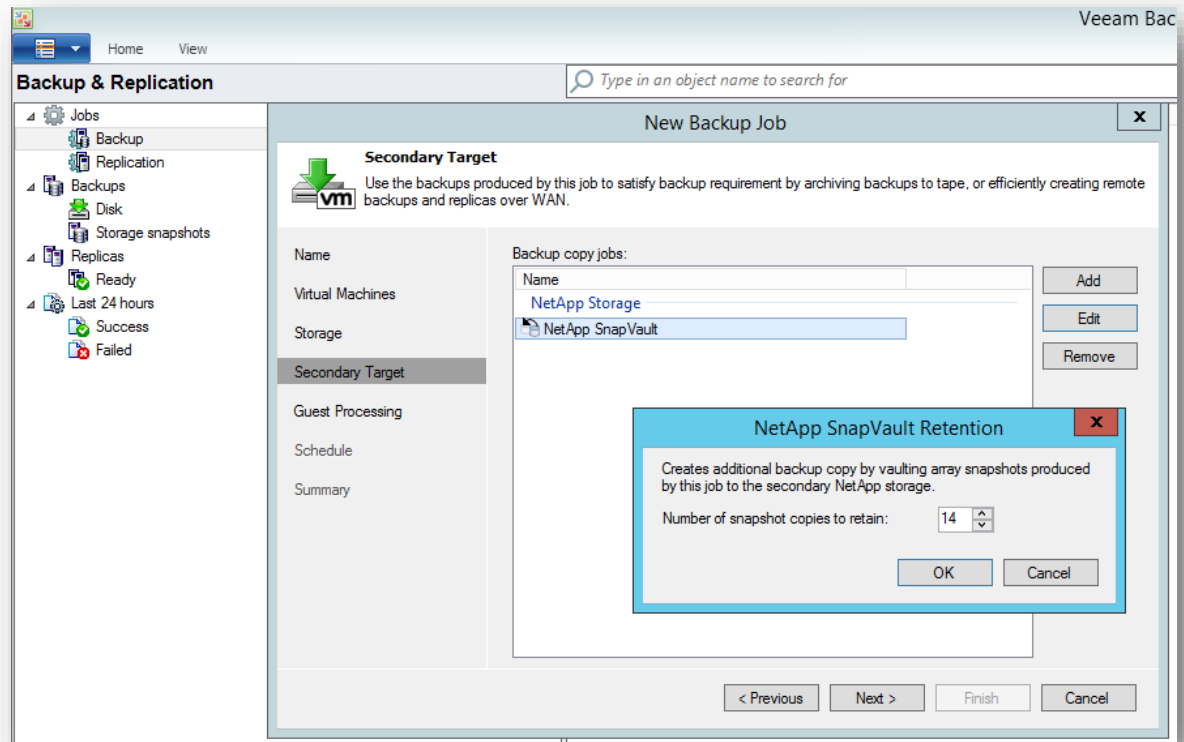 Veeam Bac
Home View
Backup & Replication
Type in an object name to search for
Jobs
Backup
Replication
Backups
Disk
Storage snapshots
Replicas
Ready
Last 24 hours
Success
Failed
New Backup Job
x
Secondary Target
Use the backups produced by this job to satisfy backup requirement by archiving backups to tape, or efficiently creating remote
backups and replicas over WAN.
vm
Name
Virtual Machines
Storage
Secondary Target
Guest Processing
Schedule
Summary
Backup copy jobs:
Name
NetApp Storage
NetApp SnapVault
Add
Edit
Remove
NetApp SnapVault Retention
x
Creates additional backup copy by vaulting array snapshots produced
by this job to the secondary NetApp storage.
Number of snapshot copies to retain: 14
OK Cancel
< Previous Next > Finish Cancel